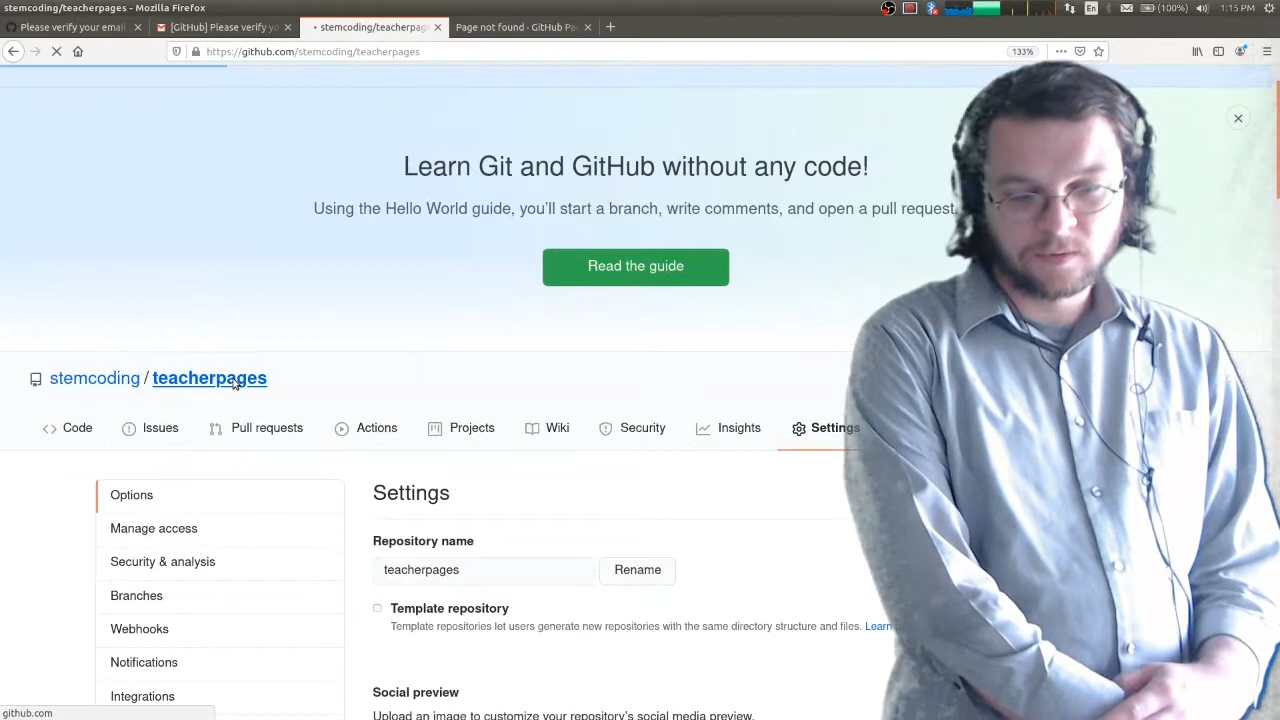 stemcoding/teacherpages - Mozilla Firefox
En
(100%)
1:15 PM
Please verify your email
[GitHub] Please verify yo
stemcoding/teacherpage
Page not found · GitHub Pa
https://github.com/stemcoding/teacherpages
133%
Learn Git and GitHub without any code!
Using the Hello World guide, you'll start a branch, write comments, and open a pull request.
Read the guide
stemcoding / teacherpages
Code
Issues
Pull requests
Actions
Projects
Wiki
Security
Insights
Settings
Options
Settings
Manage access
Repository name
Security & analysis
teacherpages
Rename
Branches
Template repository
Webhooks
Template repositories let users generate new repositories with the same directory structure and files. Learn
Notifications
Integrations
Social preview
Upload an image to customize your repository's social media preview.
github.com